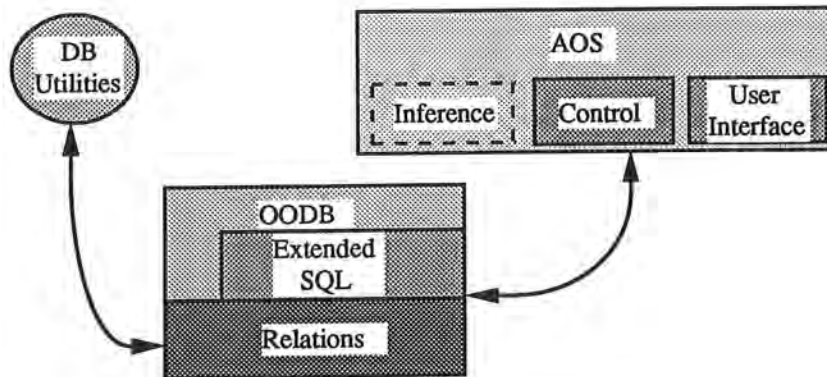 DB
Utilities
AOS
Inference
Control
User
Interface
OODB
Extended
SQL
Relations